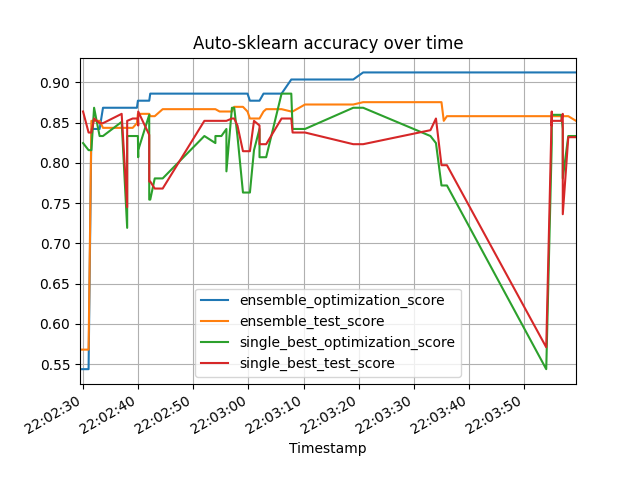 Auto-sklearn accuracy over time
0.90
0.85
0.80
0.75
0.70
0.65
0.60
0.55
ensemble_optimization_score
ensemble_test_score
single_best_optimization_score
single_best_test_score
22:02:30
22:02:40
22:02:50
22:03:00
22:03:10
22:03:20
22:03:30
22:03:40
22:03:50
Timestamp